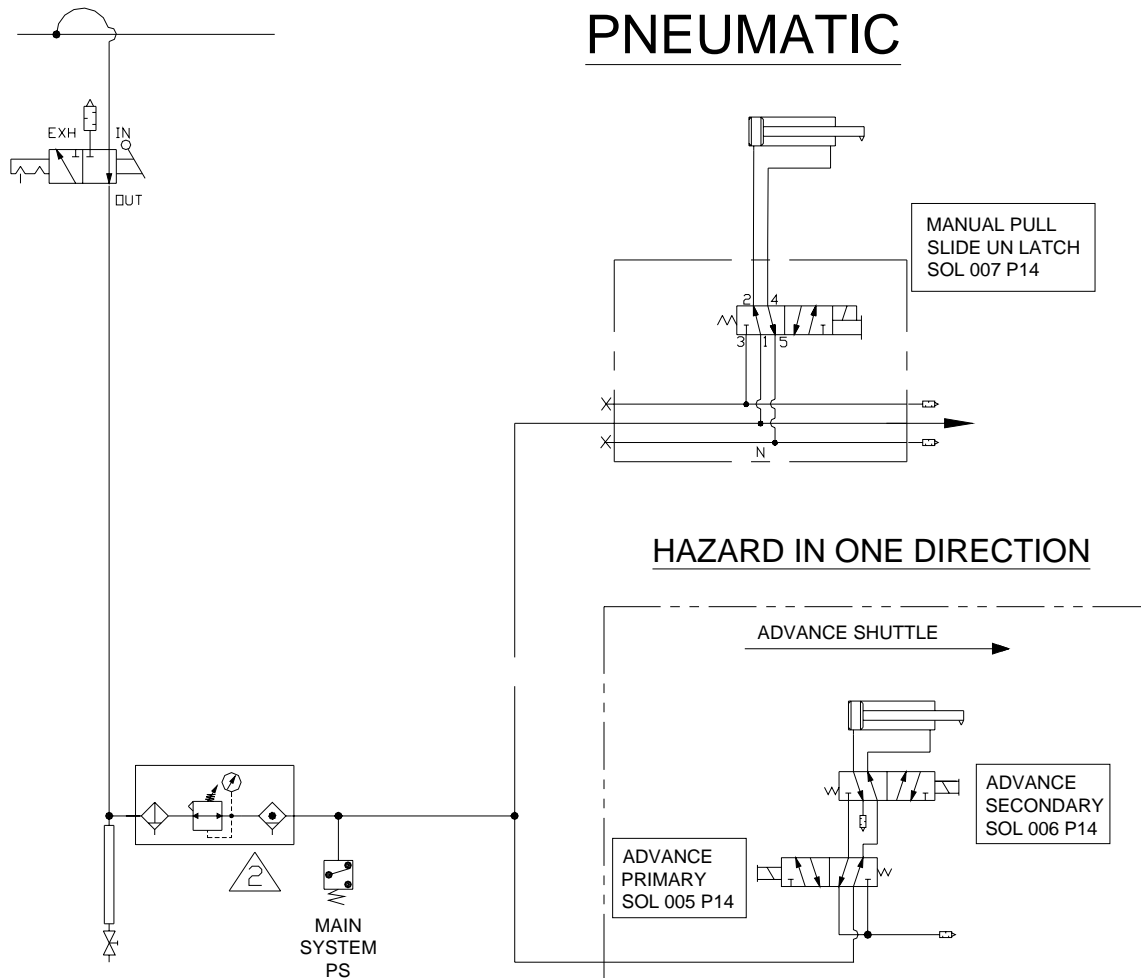 PNEUMATIC
EXH
IN
OUT
MANUAL PULL
SLIDE UN LATCH
SOL 007 P14
2 4
3 1 5
N
HAZARD IN ONE DIRECTION
ADVANCE SHUTTLE
ADVANCE
SECONDARY
SOL 006 P14
ADVANCE
PRIMARY
SOL 005 P14
2
MAIN
SYSTEM
PS